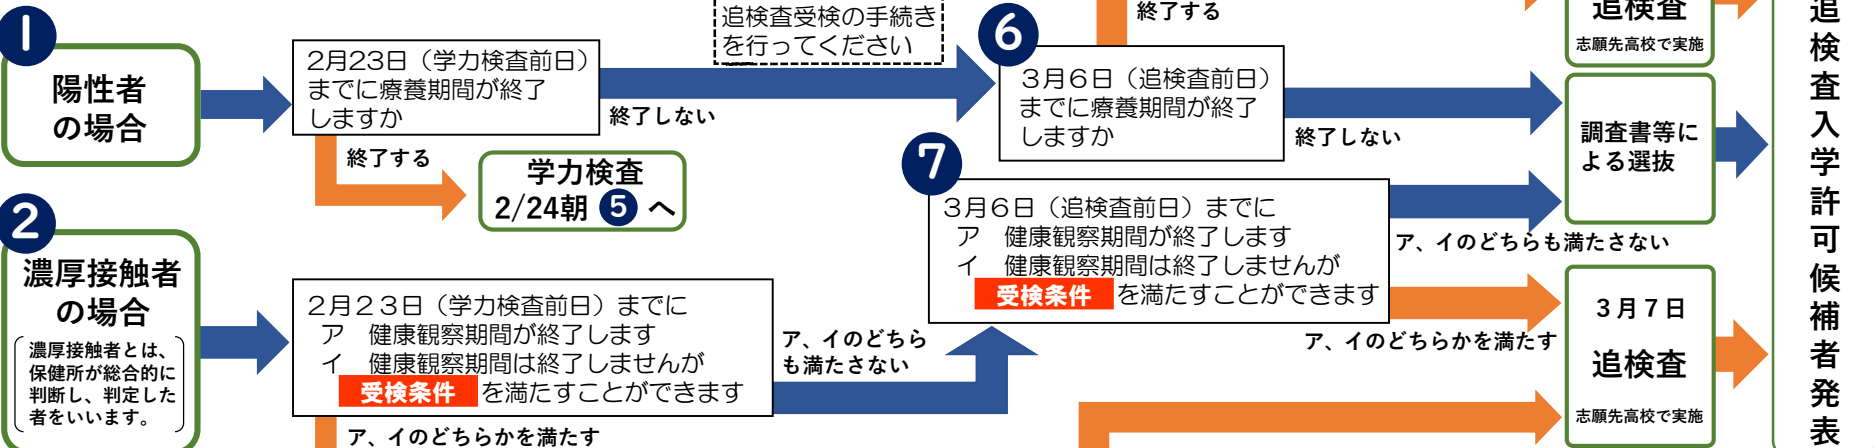 1
陽性者
の場合
2月23日（学力検査前日）
までに療養期間が終了
しますか
終了する
学力検査
2/24朝 5 へ
追検査受検の手続き
を行ってください
終了しない
6
終了する
3月6日（追検査前日）
までに療養期間が終了
しますか
終了しない
追検査
志願先高校で実施
調査書等に
よる選抜
2
濃厚接触者
の場合
濃厚接触者とは、
保健所が総合的に
判断し、判定した
者をいいます。
2月23日（学力検査前日）までに
ア 健康観察期間が終了します
イ 健康観察期間は終了しませんが
受検条件 を満たすことができます
ア、イのどちらかを満たす
ア、イのどちら
も満たさない
7
3月6日（追検査前日）までに
ア 健康観察期間が終了します
イ 健康観察期間は終了しませんが
受検条件 を満たすことができます
ア、イのどちらも満たさない
ア、イのどちらかを満たす
3月7日
追検査
志願先高校で実施
追検査入学許可候補者発表